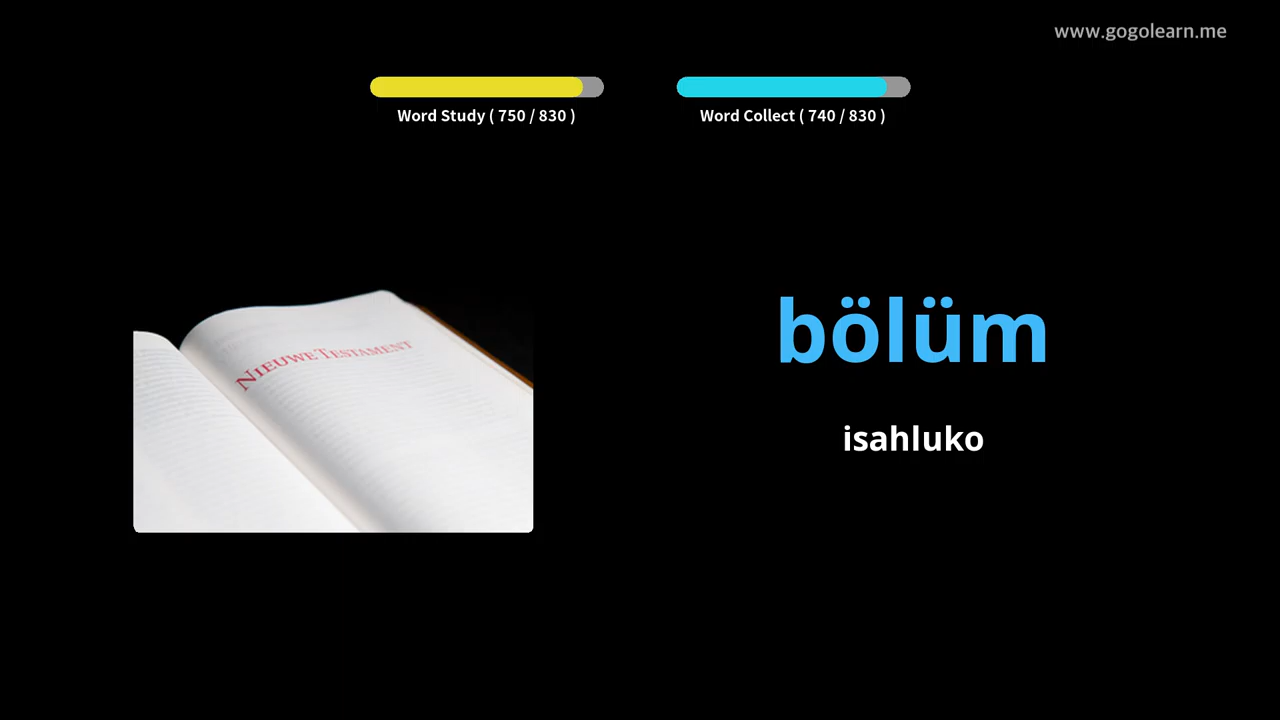 www.gogolearn.me
Word Study ( 750 / 830 )
Word Collect ( 740 / 830 )
NIEUWE TESTAMENT
bölüm
isahluko